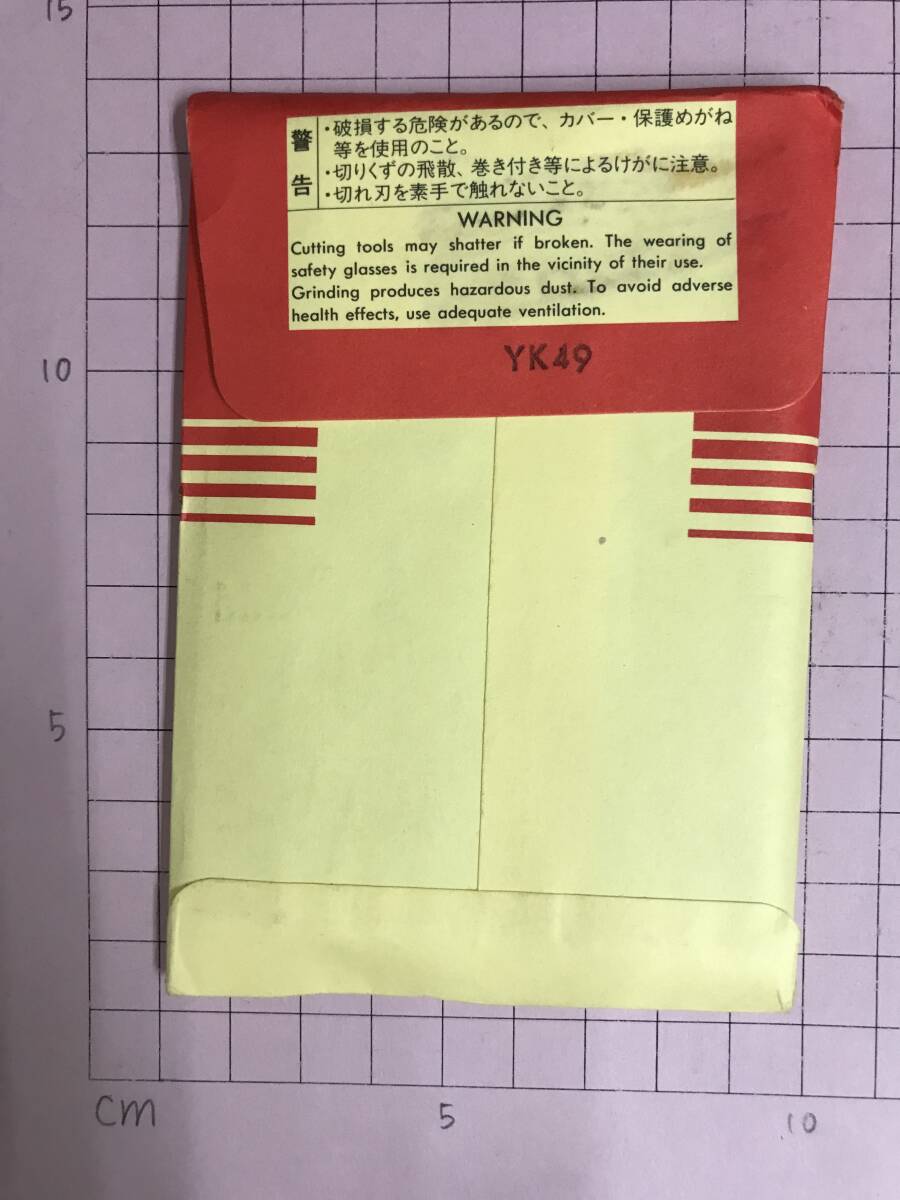 15
警告
・破損する危険があるので、カバー・保護めがね
等を使用のこと。
・切りくずの飛散、巻き付き等によるけがに注意。
・切れ刃を素手で触れないこと。
WARNING
Cutting tools may shatter if broken. The wearing of
safety glasses is required in the vicinity of their use.
Grinding produces hazardous dust. To avoid adverse
health effects, use adequate ventilation.
10
YK49
5
cm
5
10